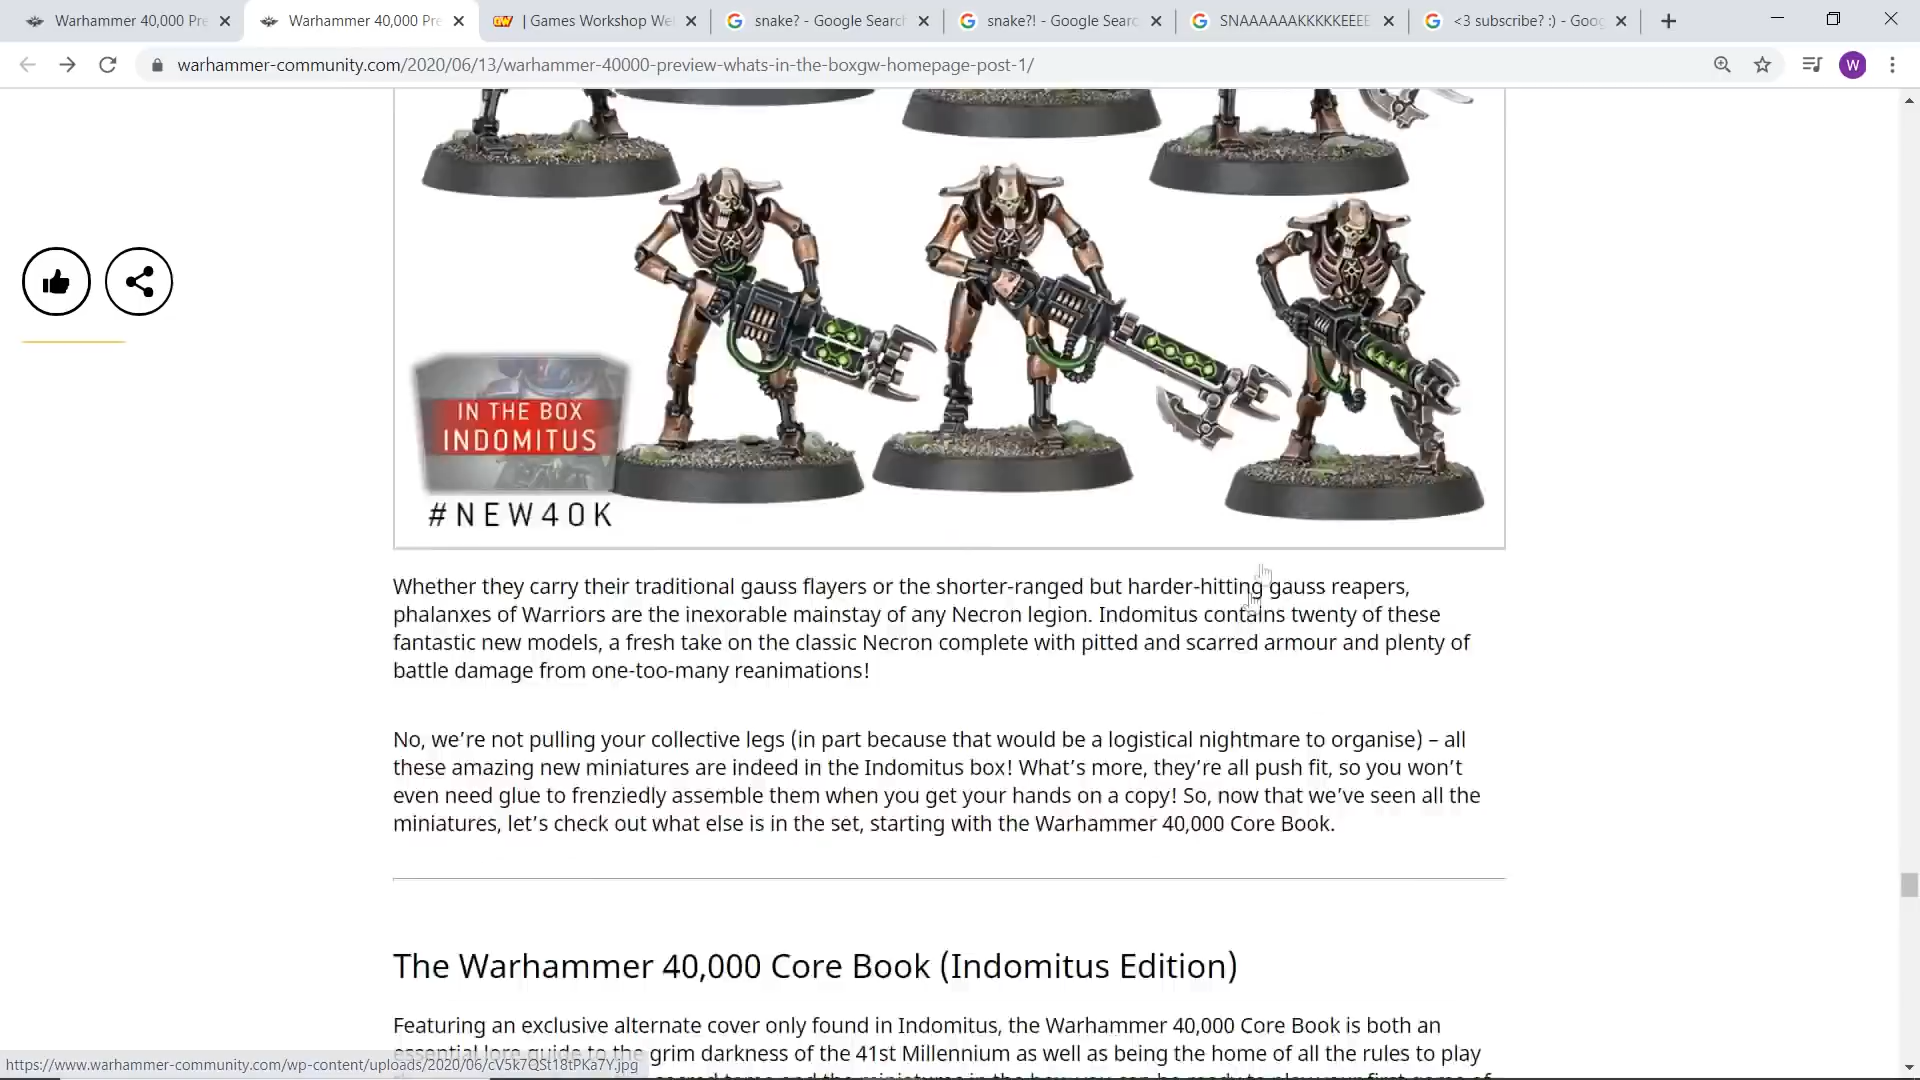 Warhammer 40,000 Pre
Warhammer 40,000 Pre
| Games Workshop We
snake? - Google Search
snake?! - Google Searc
SNAAAAAAKKKKKEEEE
<3 subscribe? :) - Goog
warhammer-community.com/2020/06/13/warhammer-40000-preview-whats-in-the-boxgw-homepage-post-1/
W
IN THE BOX
INDOMITUS
#NEW40K
Whether they carry their traditional gauss flayers or the shorter-ranged but harder-hitting gauss reapers,
phalanxes of Warriors are the inexorable mainstay of any Necron legion. Indomitus contains twenty of these
fantastic new models, a fresh take on the classic Necron complete with pitted and scarred armour and plenty of
battle damage from one-too-many reanimations!
No, we’re not pulling your collective legs (in part because that would be a logistical nightmare to organise) – all
these amazing new miniatures are indeed in the Indomitus box! What’s more, they’re all push fit, so you won’t
even need glue to frenziedly assemble them when you get your hands on a copy! So, now that we’ve seen all the
miniatures, let’s check out what else is in the set, starting with the Warhammer 40,000 Core Book.
The Warhammer 40,000 Core Book (Indomitus Edition)
Featuring an exclusive alternate cover only found in Indomitus, the Warhammer 40,000 Core Book is both an
essential lore guide to the grim darkness of the 41st Millennium as well as being the home of all the rules to play
https://www.warhammer-community.com/wp-content/uploads/2020/06/cV5k7QSt18tPKa7Y.jpg